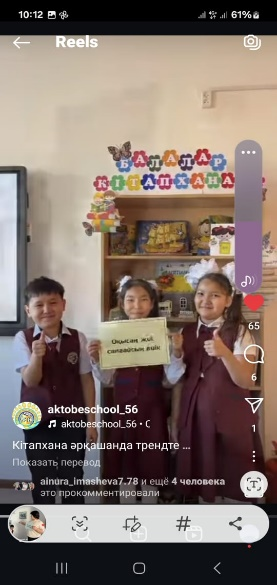 10:12
61%
Reels
БАЛАЛАР
КІТАПХАНА
65
6
aktobeschool_56
aktobeschool_56 • С
1
Кітапхана әрқашанда трендте ...
Показать перевод
ainura_imasheva7.78 и ещё 4 человека
это прокомментировали
T
#